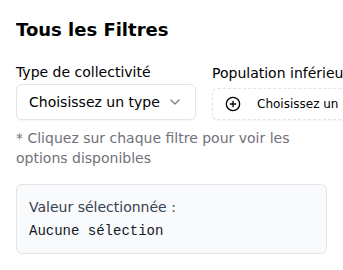 Tous les Filtres
Type de collectivité
Population inférieu
Choisissez un type
Choisissez un
* Cliquez sur chaque filtre pour voir les
options disponibles
Valeur sélectionnée :
Aucune sélection